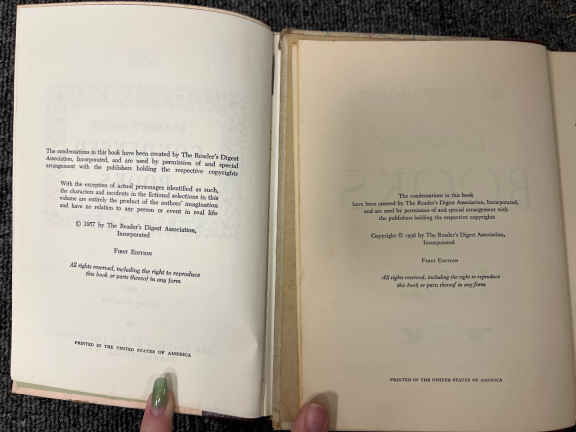 The condensations in this book have been created by The Reader's Digest
Association, Incorporated, and are used by permission of and special
arrangement with the publishers holding the respective copyrights
With the exception of actual personages identified as such,
the characters and incidents in the fictional selections in this
volume are entirely the product of the authors' imagination
and have no relation to any person or event in real life
© 1957 by The Reader's Digest Association,
Incorporated
First Edition
All rights reserved, including the right to reproduce
this book or parts thereof in any form
PRINTED IN THE UNITED STATES OF AMERICA
The condensations in this book
have been created by The Reader's Digest Association, Incorporated,
and are used by permission of and special arrangement with
the publishers holding the respective copyrights
Copyright © 1956 by The Reader's Digest Association,
Incorporated
First Edition
All rights reserved, including the right to reproduce
this book or parts thereof in any form
PRINTED IN THE UNITED STATES OF AMERICA